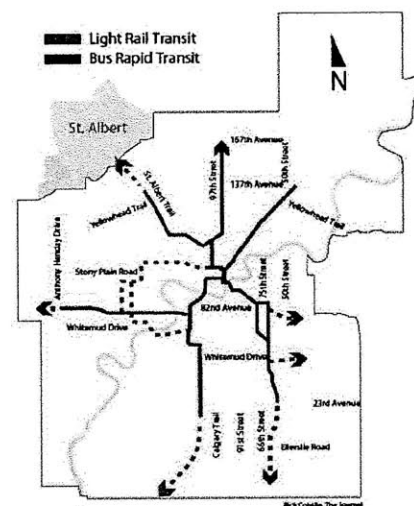 Light Rail Transit
Bus Rapid Transit
N
St. Albert
167th Avenue
97th Street
50th Street
St. Albert Trail
137th Avenue
Yellowhead Trail
Yellowhead Trail
Anthony Henday Drive
Stony Plain Road
82nd Avenue
75th Street
50th Street
Whitemud Drive
Whitemud Drive
23rd Avenue
Calgary Trail
91st Street
66th Street
Ellerslie Road
The Journal